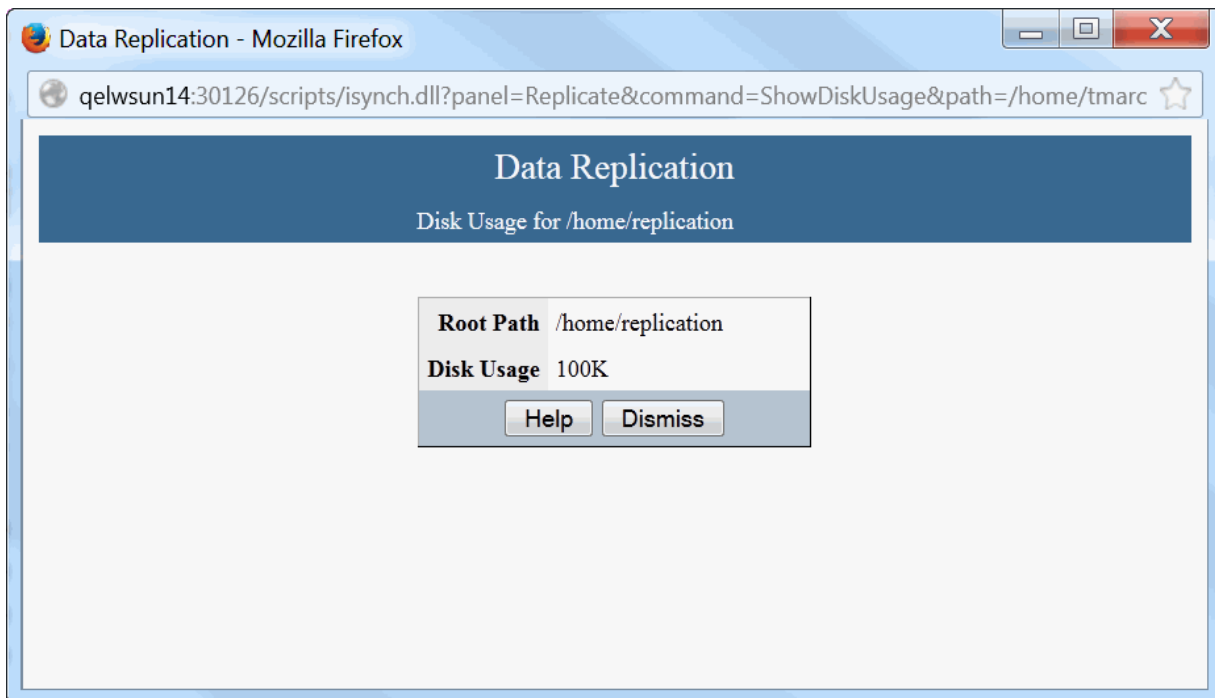 Data Replication - Mozilla Firefox
qelwsun14:30126/scripts/isynch.dll?panel=Replicate&command=ShowDiskUsage&path=/home/tmarc
Data Replication
Disk Usage for /home/replication
Root Path /home/replication
Disk Usage 100K
Help Dismiss